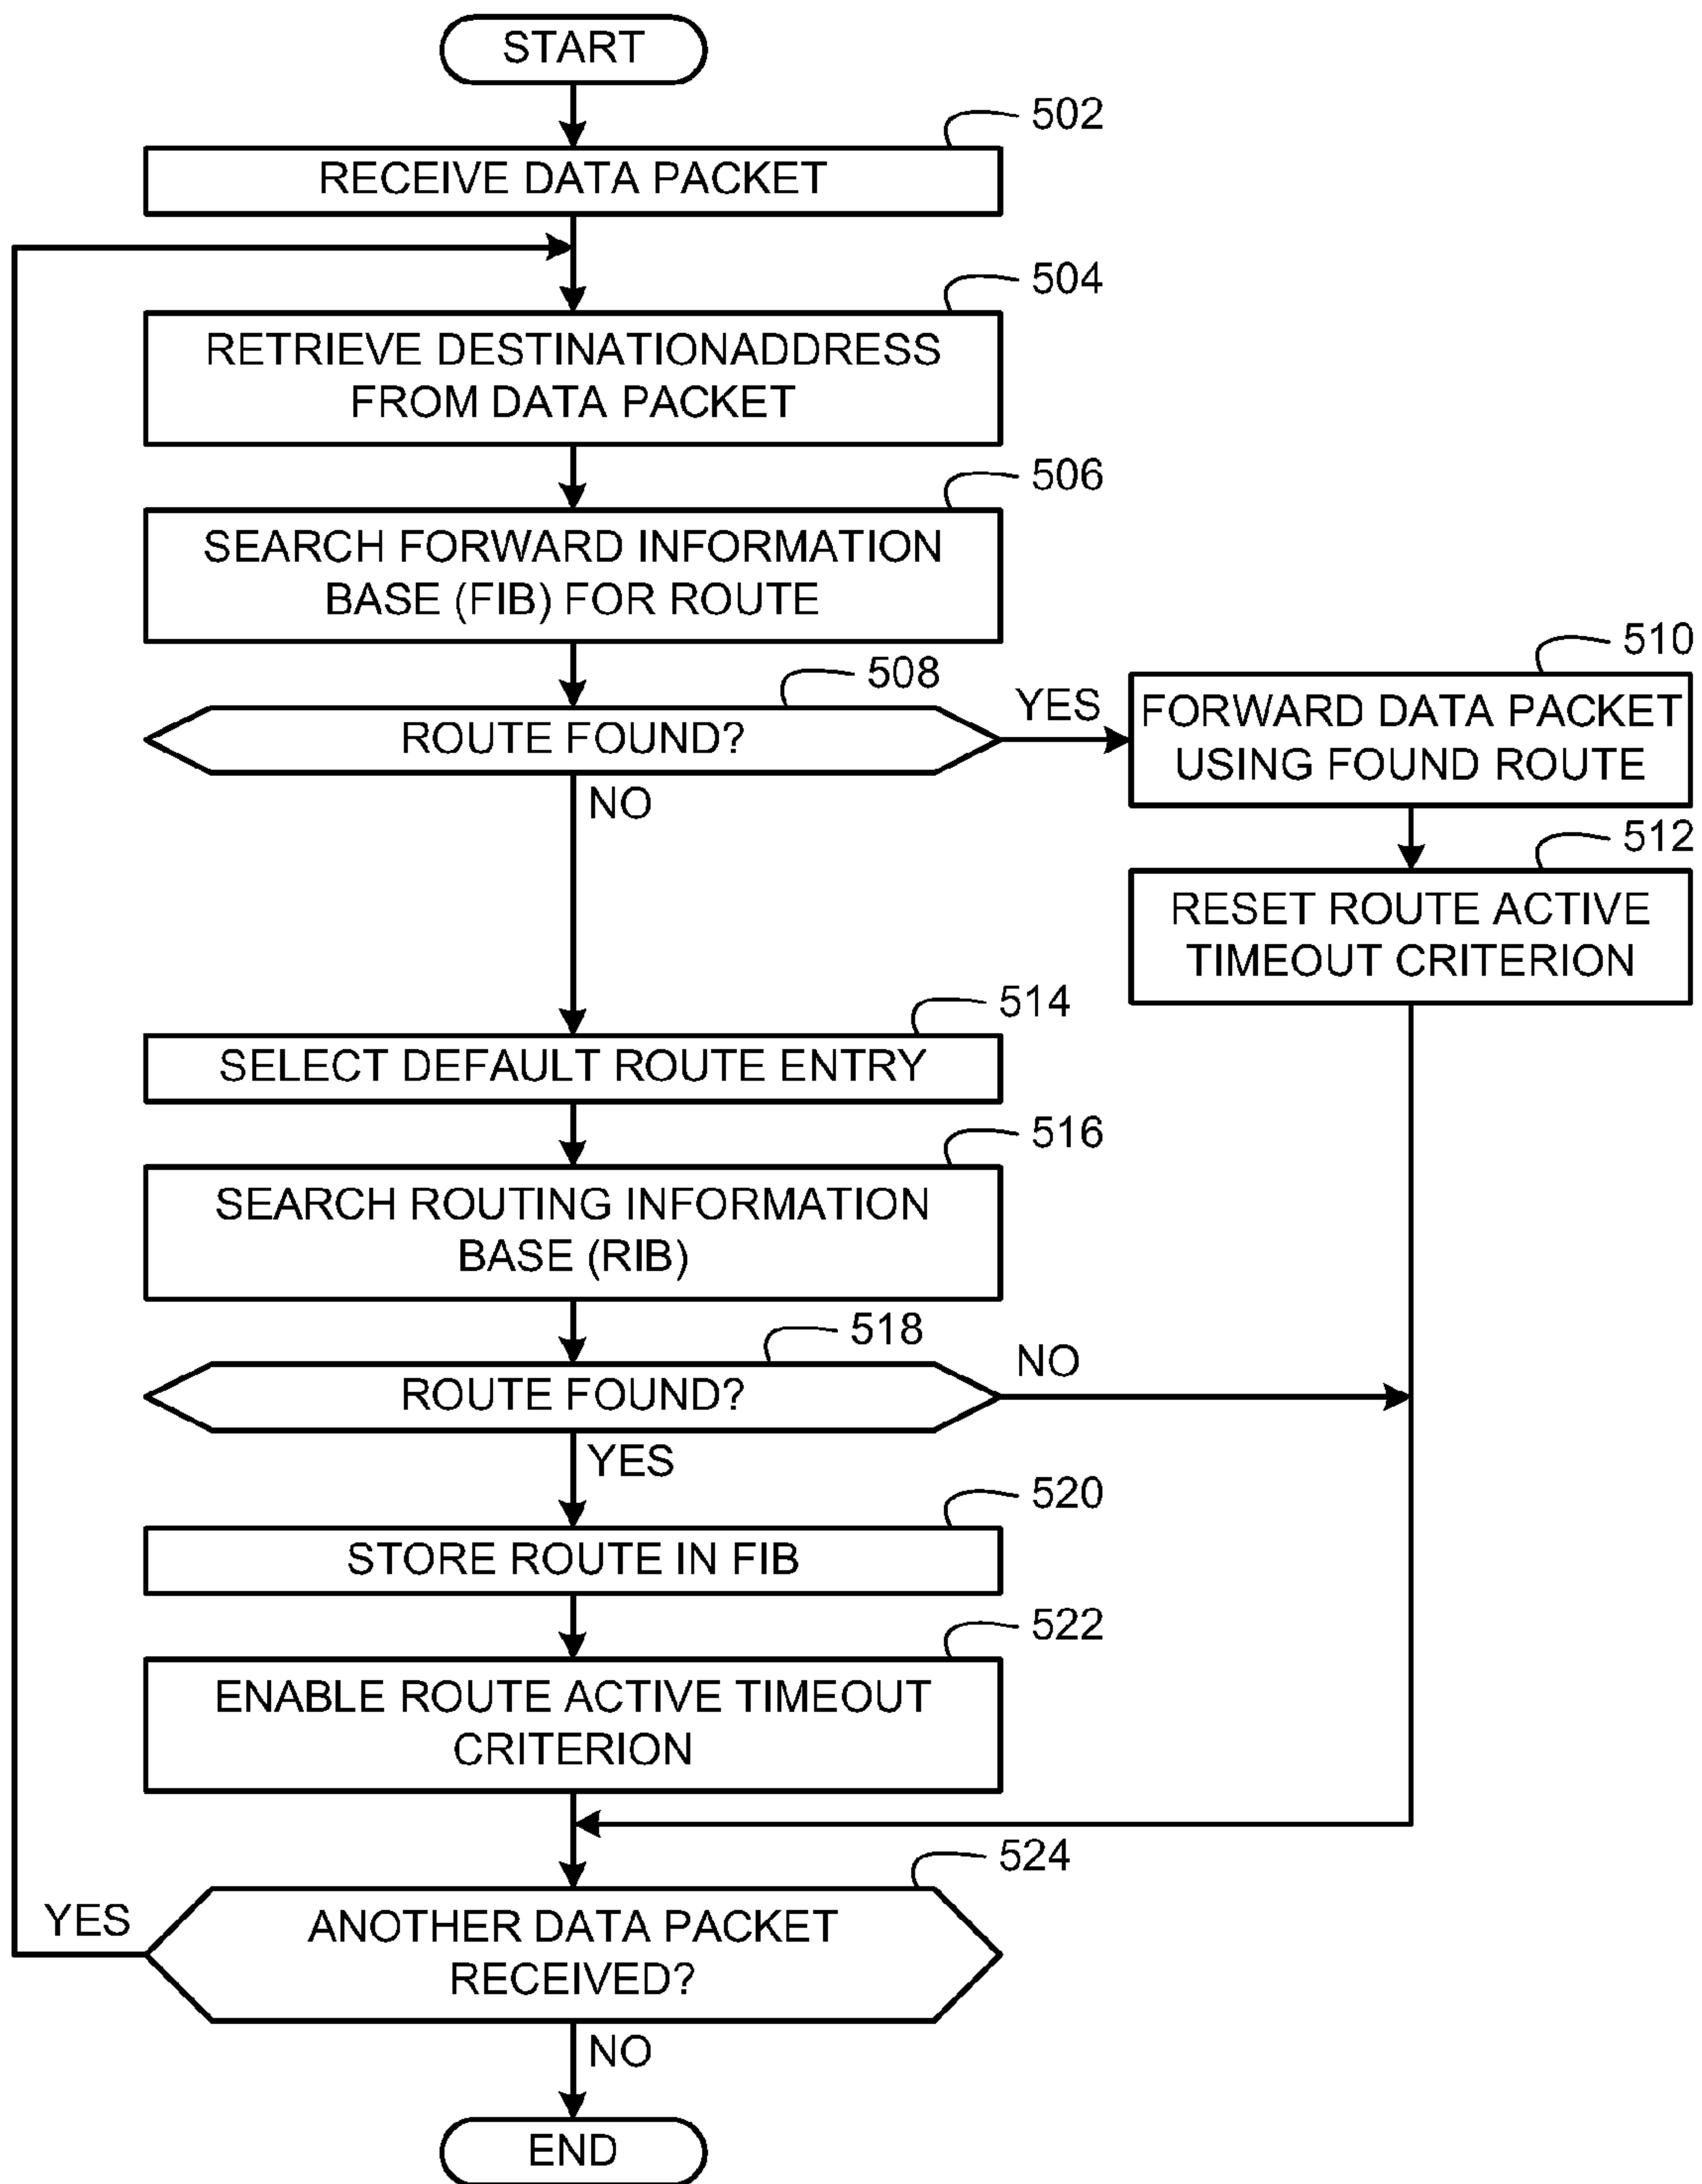 START
502
RECEIVE DATA PACKET
504
RETRIEVE DESTINATIONADDRESS
FROM DATA PACKET
506
SEARCH FORWARD INFORMATION
BASE (FIB) FOR ROUTE
508
ROUTE FOUND?
YES
NO
510
FORWARD DATA PACKET
USING FOUND ROUTE
512
RESET ROUTE ACTIVE
TIMEOUT CRITERION
514
SELECT DEFAULT ROUTE ENTRY
516
SEARCH ROUTING INFORMATION
BASE (RIB)
518
ROUTE FOUND?
NO
YES
520
STORE ROUTE IN FIB
522
ENABLE ROUTE ACTIVE TIMEOUT
CRITERION
524
ANOTHER DATA PACKET
RECEIVED?
YES
NO
END